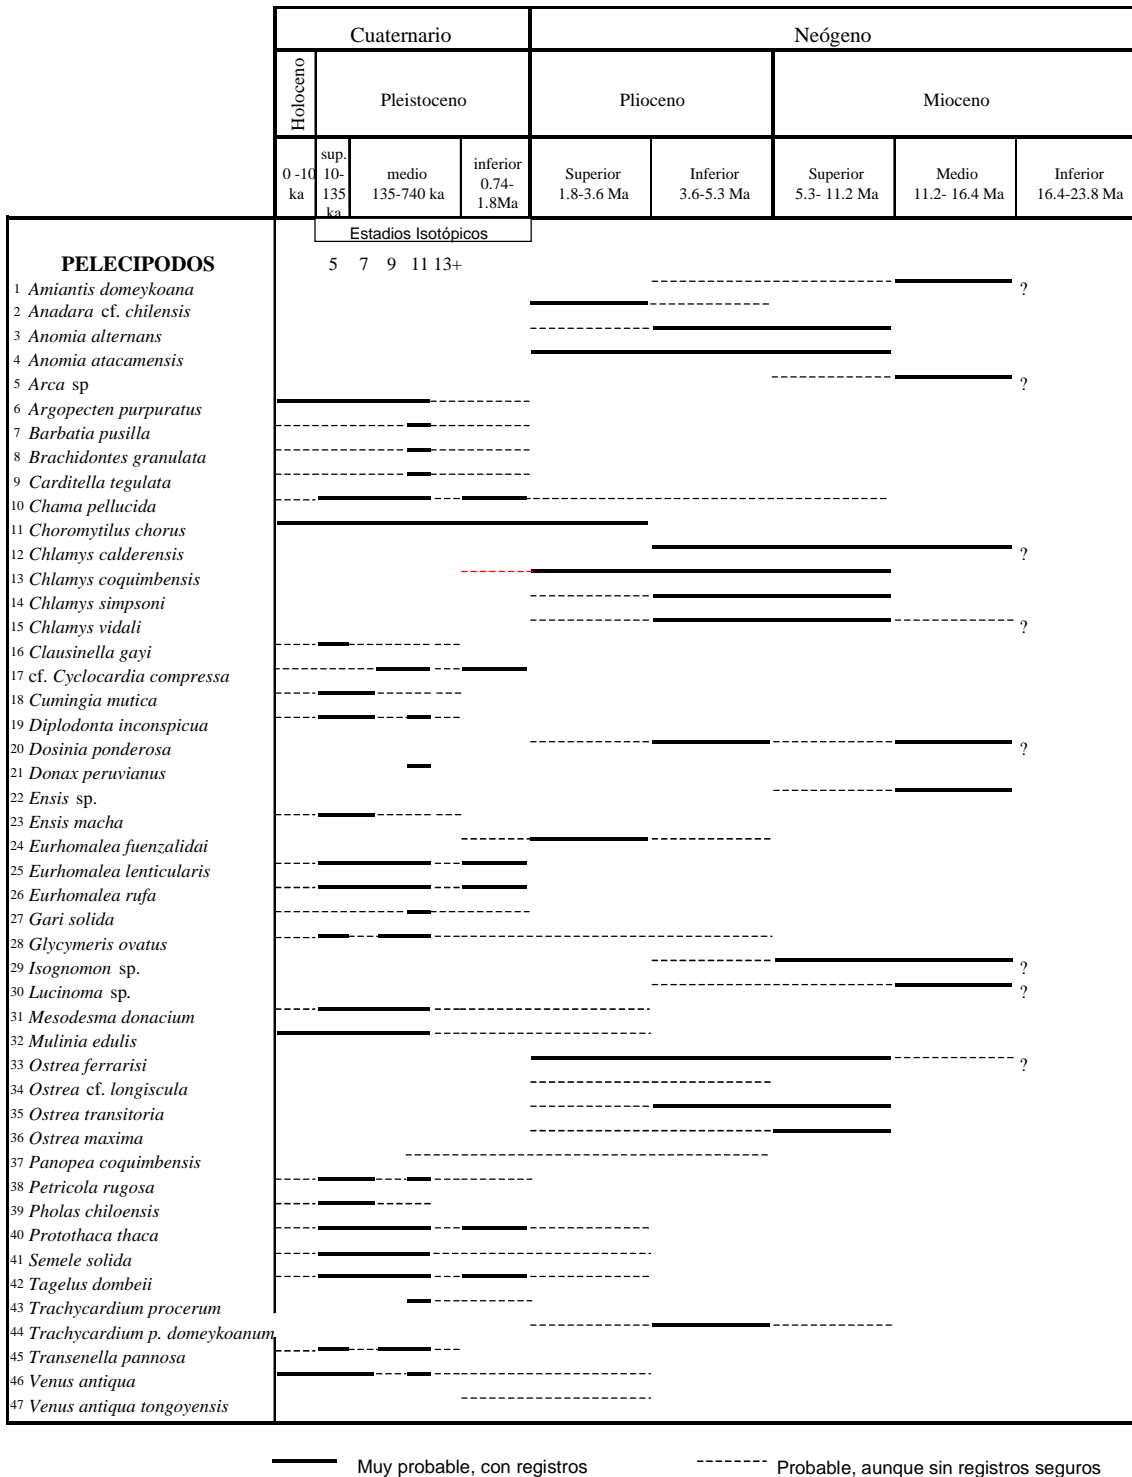 Cuaternario Neógeno
Holoceno Pleistoceno Plioceno Mioceno
0 -10 ka
sup. 10- 135 ka
medio 135-740 ka
inferior 0.74- 1.8Ma
Superior 1.8-3.6 Ma
Inferior 3.6-5.3 Ma
Superior 5.3- 11.2 Ma
Medio 11.2- 16.4 Ma
Inferior 16.4-23.8 Ma
Estadios Isotópicos
PELECIPODOS 5 7 9 11 13+
1 Amiantis domeykoana ?
2 Anadara cf. chilensis
3 Anomia alternans
4 Anomia atacamensis
5 Arca sp ?
6 Argopecten purpuratus
7 Barbatia pusilla
8 Brachidontes granulata
9 Carditella tegulata
10 Chama pellucida
11 Choromytilus chorus
12 Chlamys calderensis ?
13 Chlamys coquimbensis
14 Chlamys simpsoni
15 Chlamys vidali ?
16 Clausinella gayi
17 cf. Cyclocardia compressa
18 Cumingia mutica
19 Diplodonta inconspicua
20 Dosinia ponderosa ?
21 Donax peruvianus
22 Ensis sp.
23 Ensis macha
24 Eurhomalea fuenzalidai
25 Eurhomalea lenticularis
26 Eurhomalea rufa
27 Gari solida
28 Glycymeris ovatus
29 Isognomon sp. ?
30 Lucinoma sp. ?
31 Mesodesma donacium
32 Mulinia edulis
33 Ostrea ferrarisi ?
34 Ostrea cf. longiscula
35 Ostrea transitoria
36 Ostrea maxima
37 Panopea coquimbensis
38 Petricola rugosa
39 Pholas chiloensis
40 Protothaca thaca
41 Semele solida
42 Tagelus dombeii
43 Trachycardium procerum
44 Trachycardium p. domeykoanum
45 Transenella pannosa
46 Venus antiqua
47 Venus antiqua tongoyensis
Muy probable, con registros Probable, aunque sin registros seguros